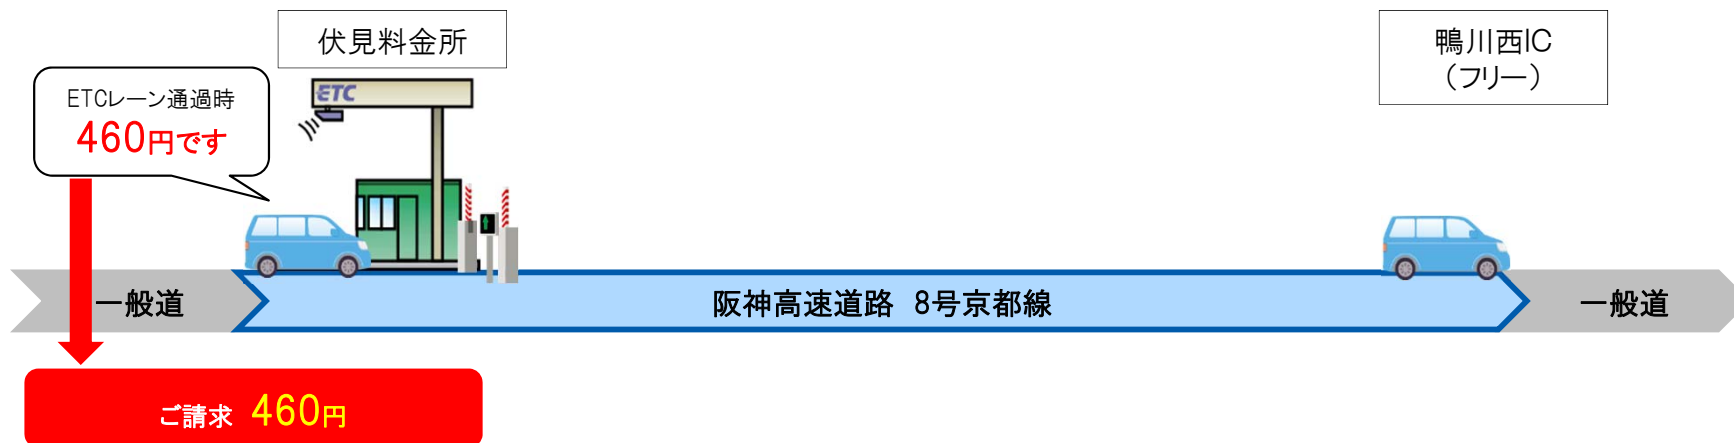 伏見料金所
鴨川西IC
（フリー）
ETCレーン通過時
460円です
ETC
一般道
阪神高速道路 8号京都線
一般道
ご請求 460円